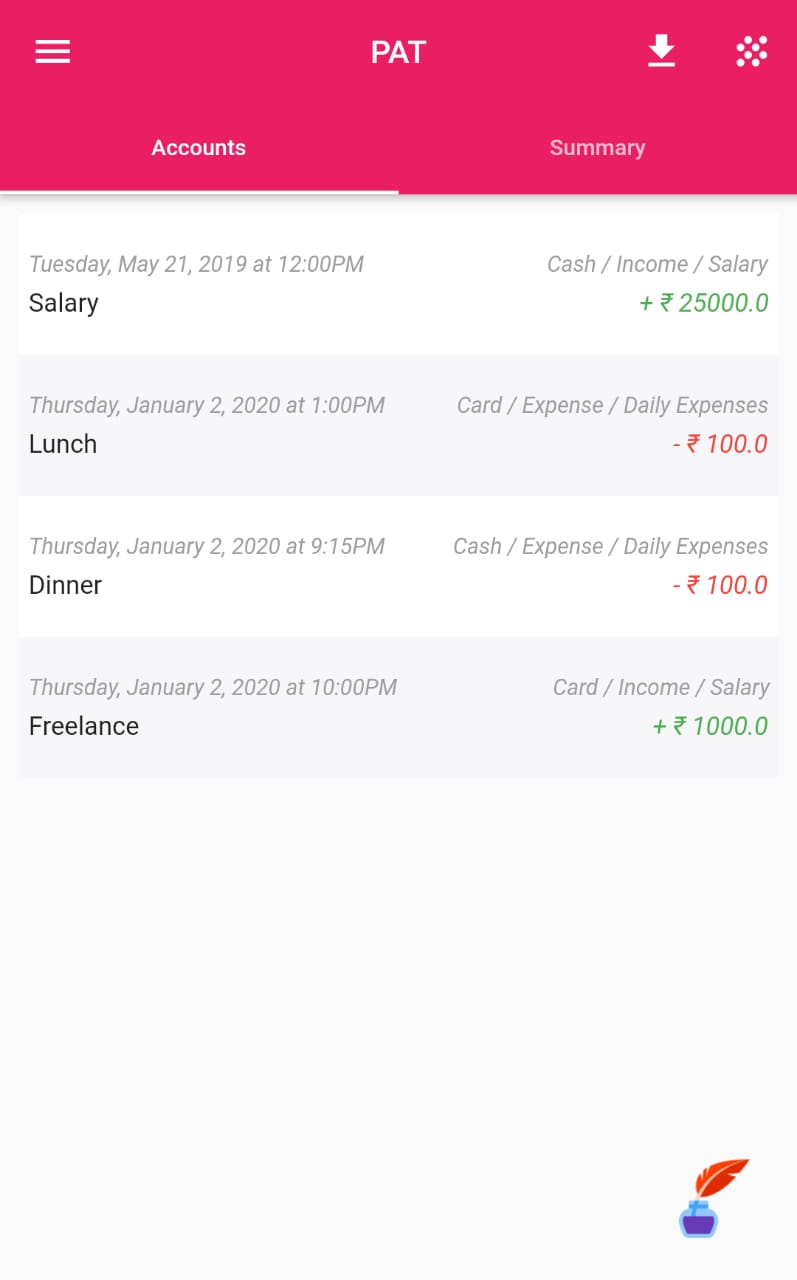 PAT
Accounts Summary
Tuesday, May 21, 2019 at 12:00PM Cash / Income / Salary
Salary + ₹ 25000.0
Thursday, January 2, 2020 at 1:00PM Card / Expense / Daily Expenses
Lunch - ₹ 100.0
Thursday, January 2, 2020 at 9:15PM Cash / Expense / Daily Expenses
Dinner - ₹ 100.0
Thursday, January 2, 2020 at 10:00PM Card / Income / Salary
Freelance + ₹ 1000.0